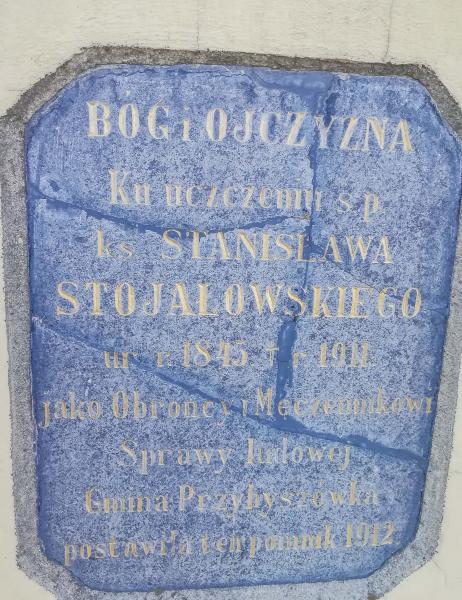 BÓG i OJCZYZNA
Ku uczczeniu s.p.
ks. STANISŁAWA
STOJAŁOWSKIEGO
ur. r. 1845 † r. 1911
jako Obrońcy i Męczennikowi
Sprawy ludowej
Gmina Przybyszówka
postawiła ten pomnik 1912.